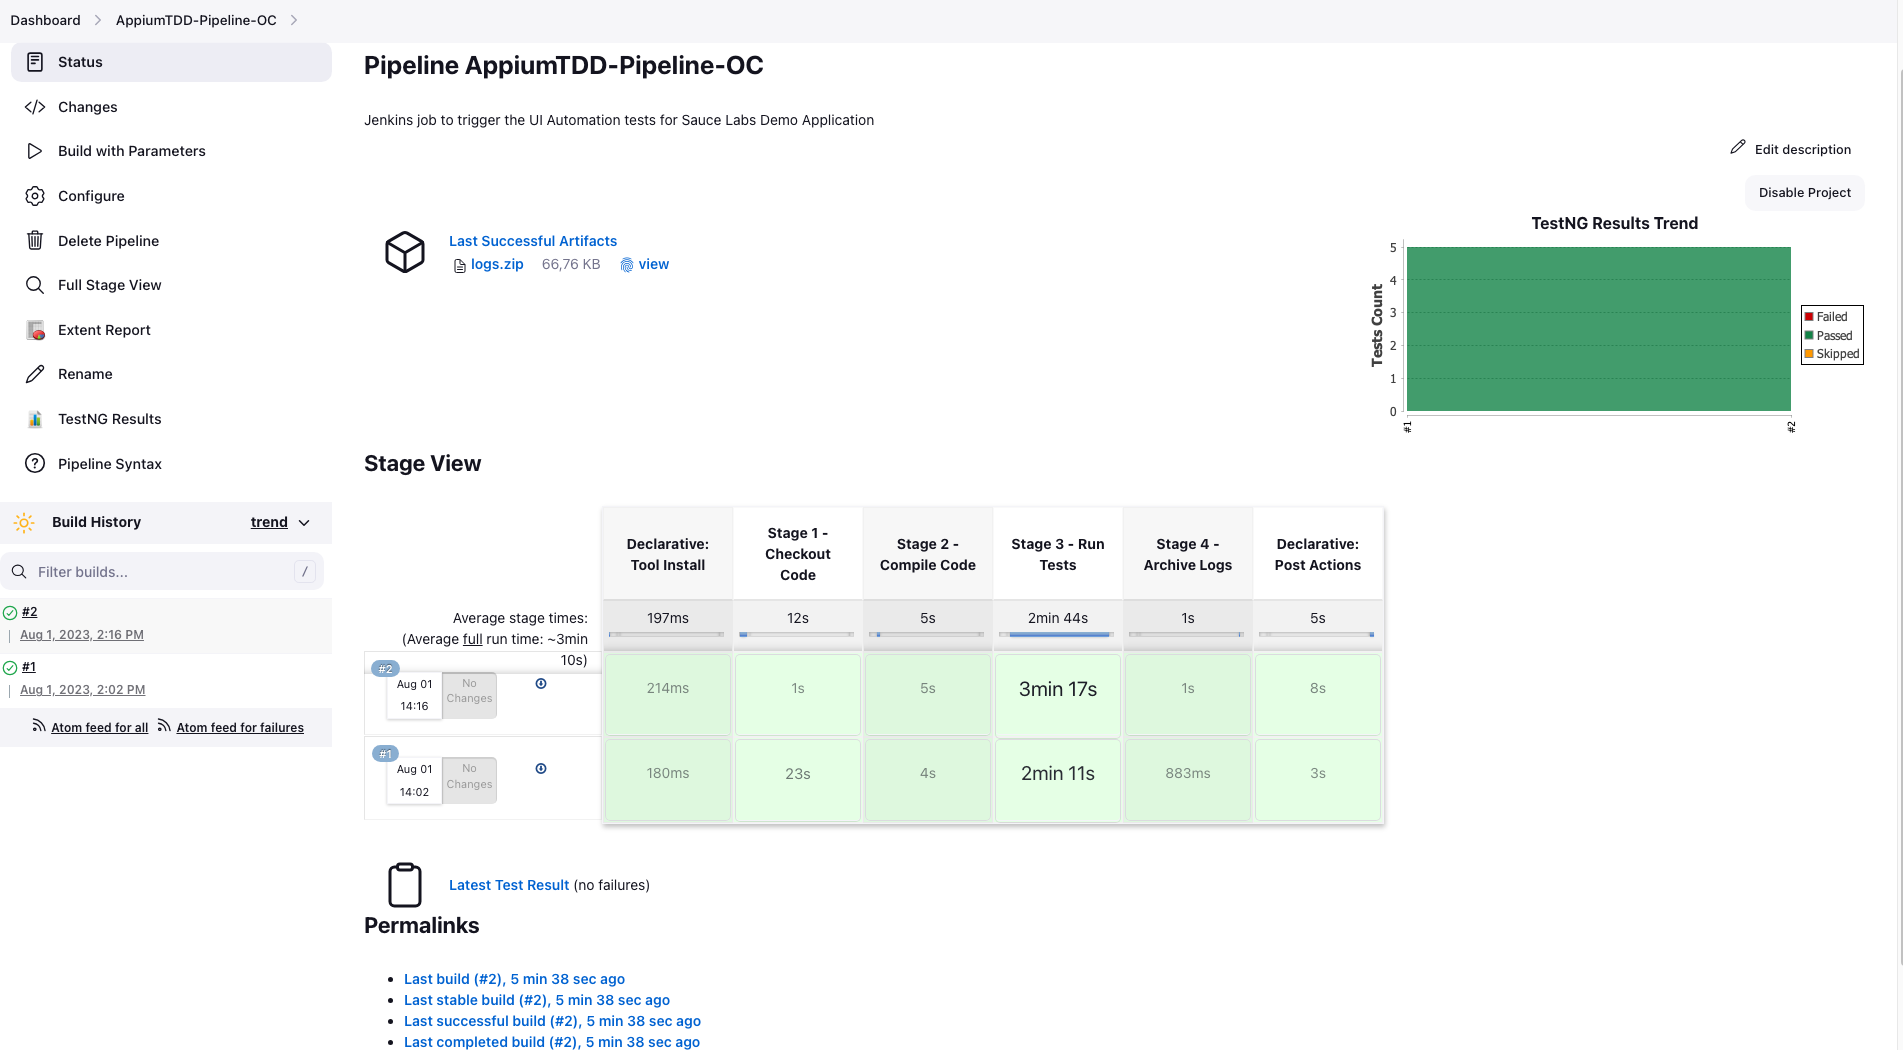 Dashboard
AppiumTDD-Pipeline-OC
Status
Changes
Build with Parameters
Configure
Delete Pipeline
Full Stage View
Extent Report
Rename
TestNG Results
Pipeline Syntax
Build History
trend
Filter builds...
/
#2
Aug 1, 2023, 2:16 PM
#1
Aug 1, 2023, 2:02 PM
Atom feed for all
Atom feed for failures
Pipeline AppiumTDD-Pipeline-OC
Jenkins job to trigger the UI Automation tests for Sauce Labs Demo Application
Edit description
Disable Project
Last Successful Artifacts
logs.zip 66,76 KB view
TestNG Results Trend
Tests Count
5
4
3
2
1
0
#1
#2
Failed
Passed
Skipped
Stage View
Declarative:
Tool Install
Stage 1 -
Checkout
Code
Stage 2 -
Compile Code
Stage 3 - Run
Tests
Stage 4 -
Archive Logs
Declarative:
Post Actions
Average stage times:
(Average full run time: ~3min
10s)
197ms
12s
5s
2min 44s
1s
5s
#2
Aug 01
14:16
No
Changes
214ms
1s
5s
3min 17s
1s
8s
#1
Aug 01
14:02
No
Changes
180ms
23s
4s
2min 11s
883ms
3s
Latest Test Result (no failures)
Permalinks
Last build (#2), 5 min 38 sec ago
Last stable build (#2), 5 min 38 sec ago
Last successful build (#2), 5 min 38 sec ago
Last completed build (#2), 5 min 38 sec ago